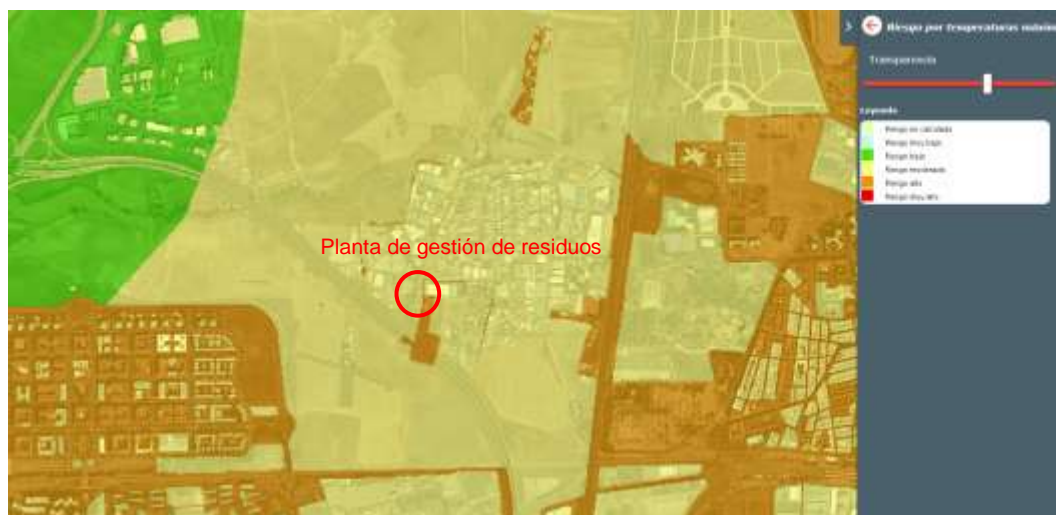 Riesgo por temperaturas máxim
Transparencia
Leyenda
Riesgo no calculado
Riesgo muy bajo
Riesgo bajo
Riesgo moderado
Riesgo alto
Riesgo muy alto
Planta de gestión de residuos